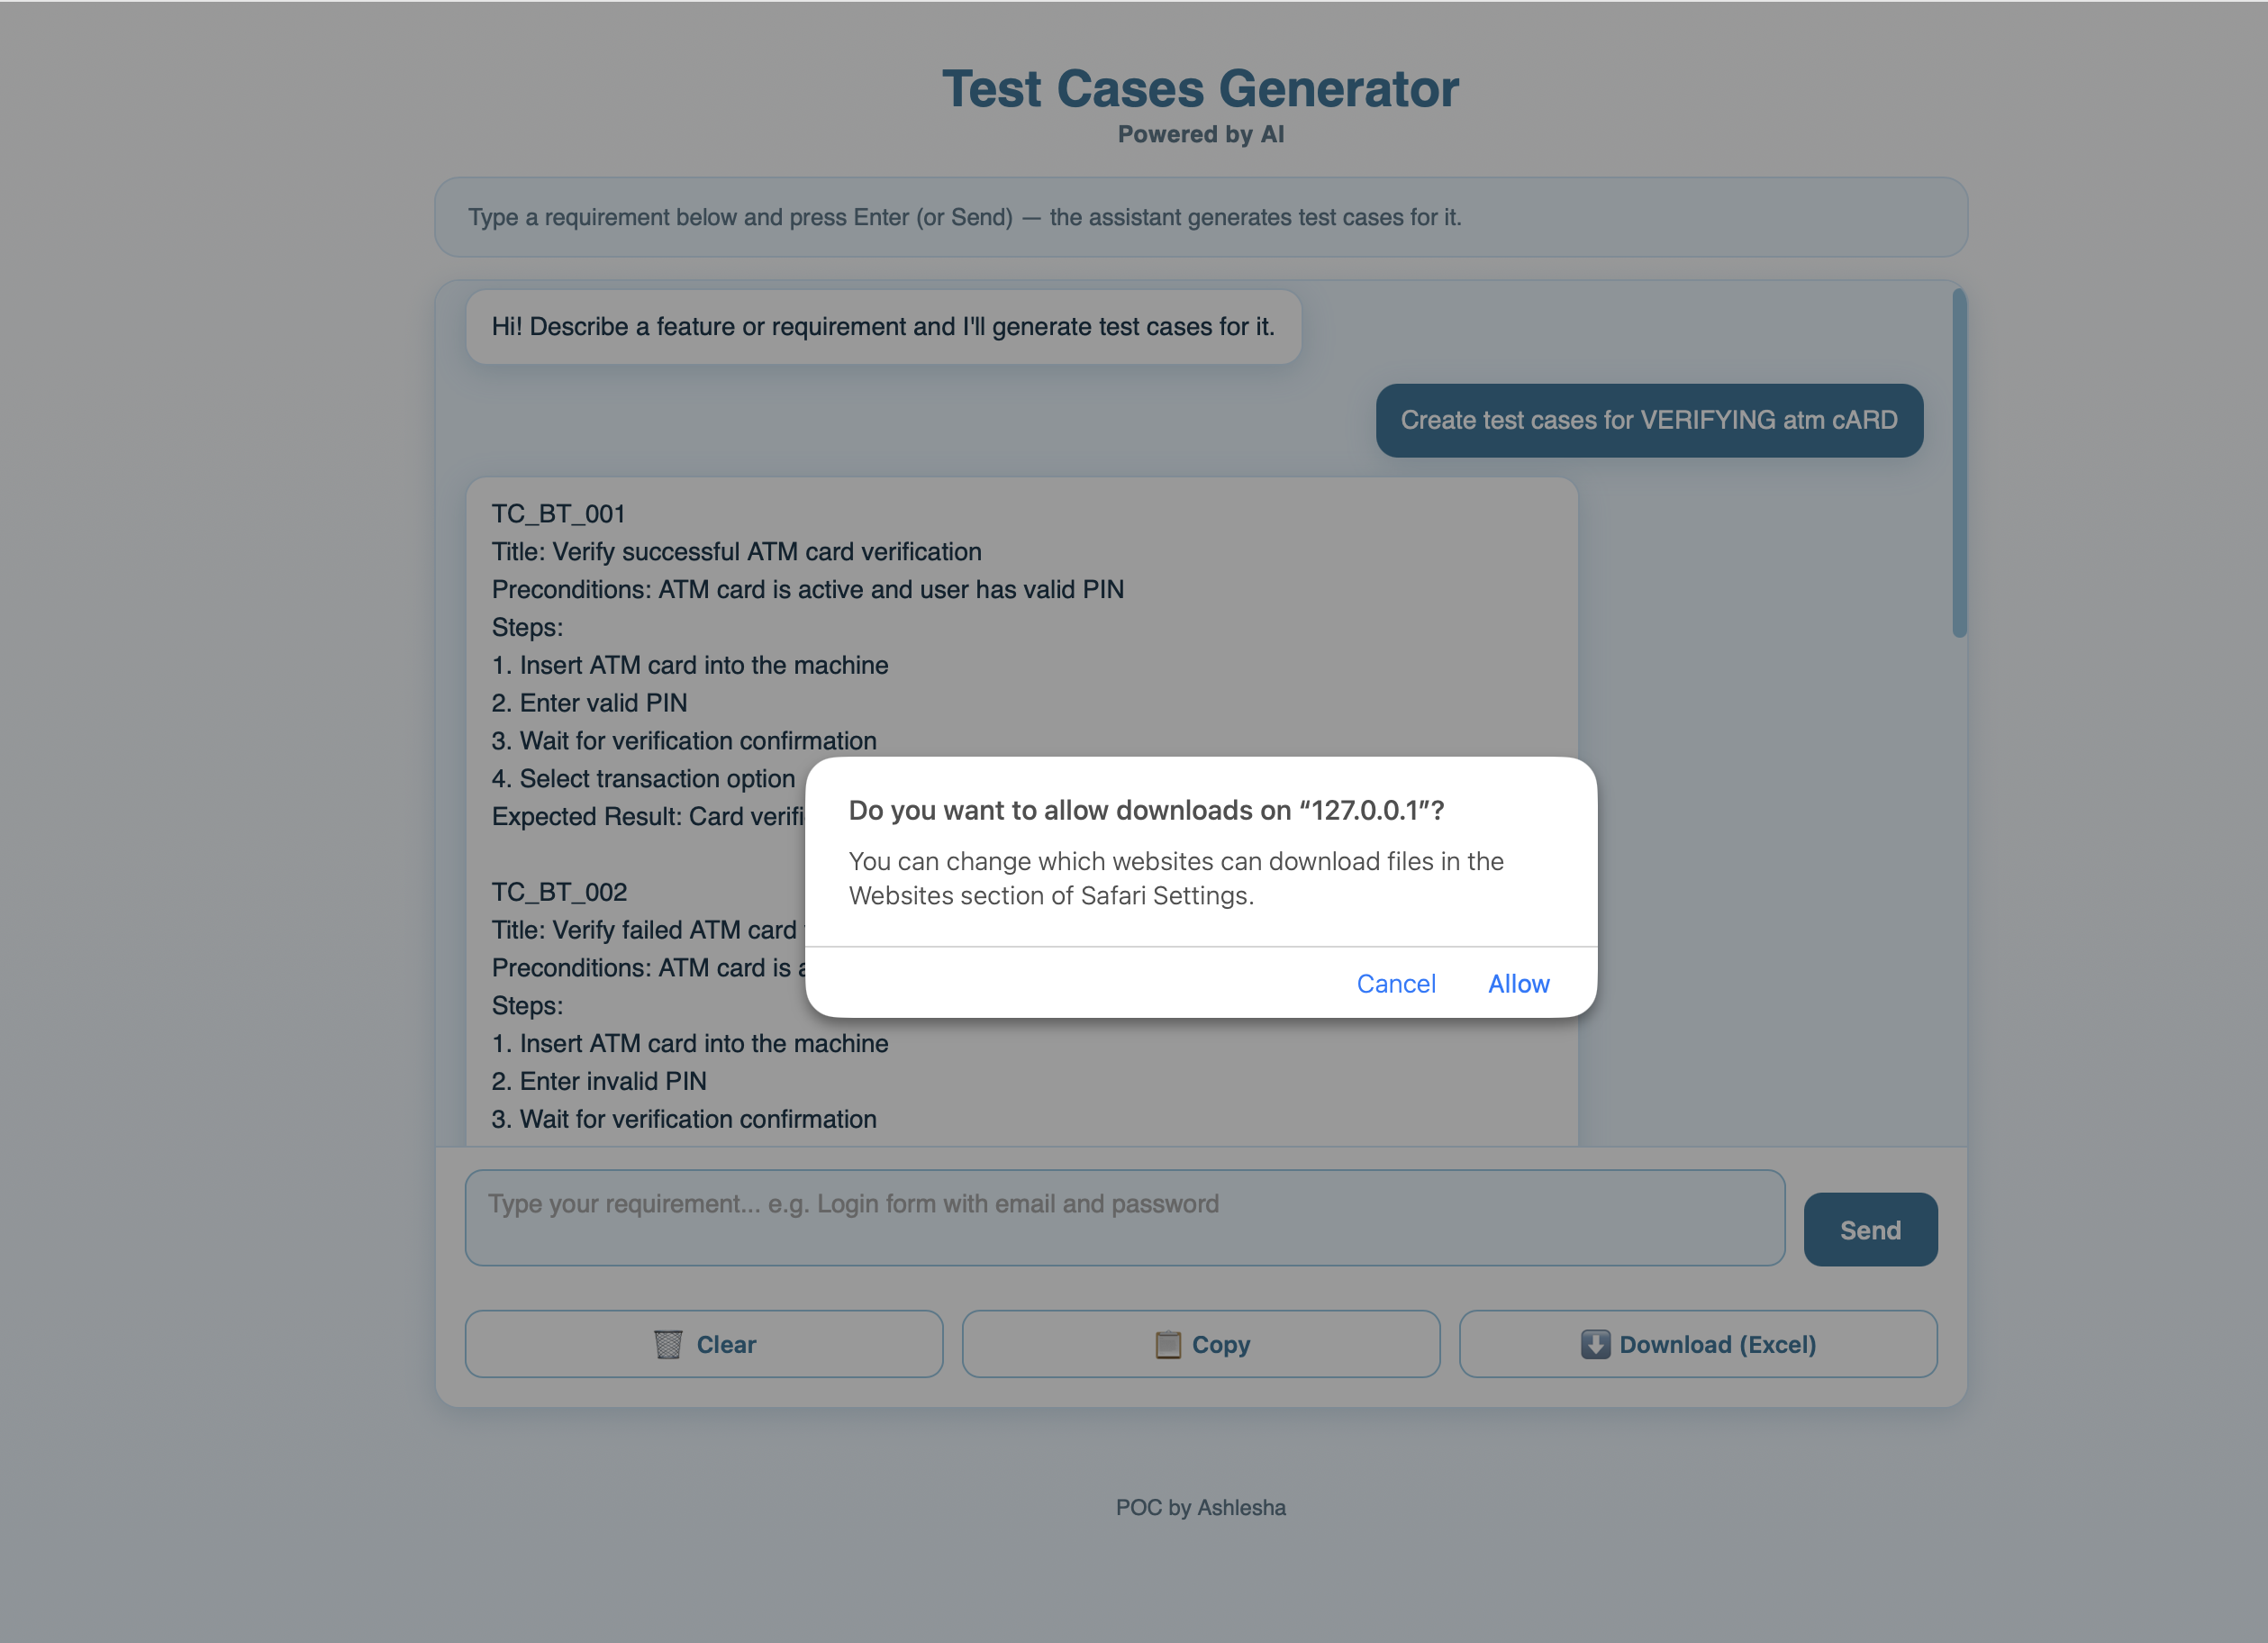 Test Cases Generator
Powered by AI
Type a requirement below and press Enter (or Send) — the assistant generates test cases for it.
Hi! Describe a feature or requirement and I'll generate test cases for it.
Create test cases for VERIFYING atm cARD
TC_BT_001
Title: Verify successful ATM card verification
Preconditions: ATM card is active and user has valid PIN
Steps:
1. Insert ATM card into the machine
2. Enter valid PIN
3. Wait for verification confirmation
4. Select transaction option
Expected Result: Card
TC_BT_002
Title: Verify failed ATM card
Preconditions: ATM card is
Steps:
1. Insert ATM card into the machine
2. Enter invalid PIN
3. Wait for verification confirmation
Do you want to allow downloads on “127.0.0.1”?
You can change which websites can download files in the
Websites section of Safari Settings.
Cancel Allow
Type your requirement... e.g. Login form with email and password
Send
Clear
Copy
Download (Excel)
POC by Ashlesha